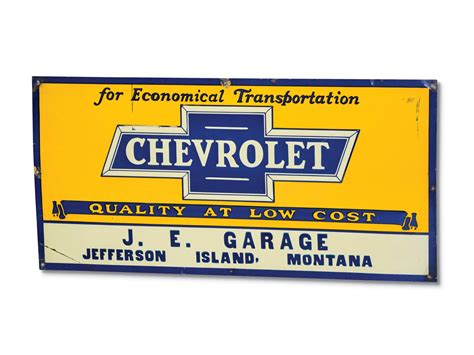 for Economical Transportation
CHEVROLET
QUALITY AT LOW COST
J. E. GARAGE
JEFFERSON ISLAND, MONTANA